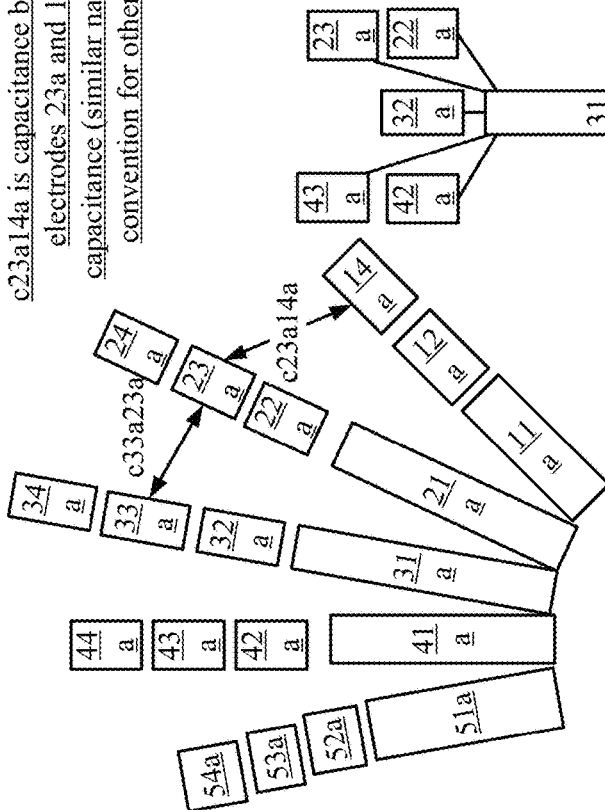 c23a14a is capacitance b
electrodes 23a and 1
capacitance (similar na
convention for other
23
a
22
a
32
a
43
a
42
a
31
c23a14a
14
a
12
a
11
a
24
a
23
a
22
a
21
a
c33a23a
34
a
33
a
32
a
31
a
44
a
43
a
42
a
41
a
54a
53a
52a
51a